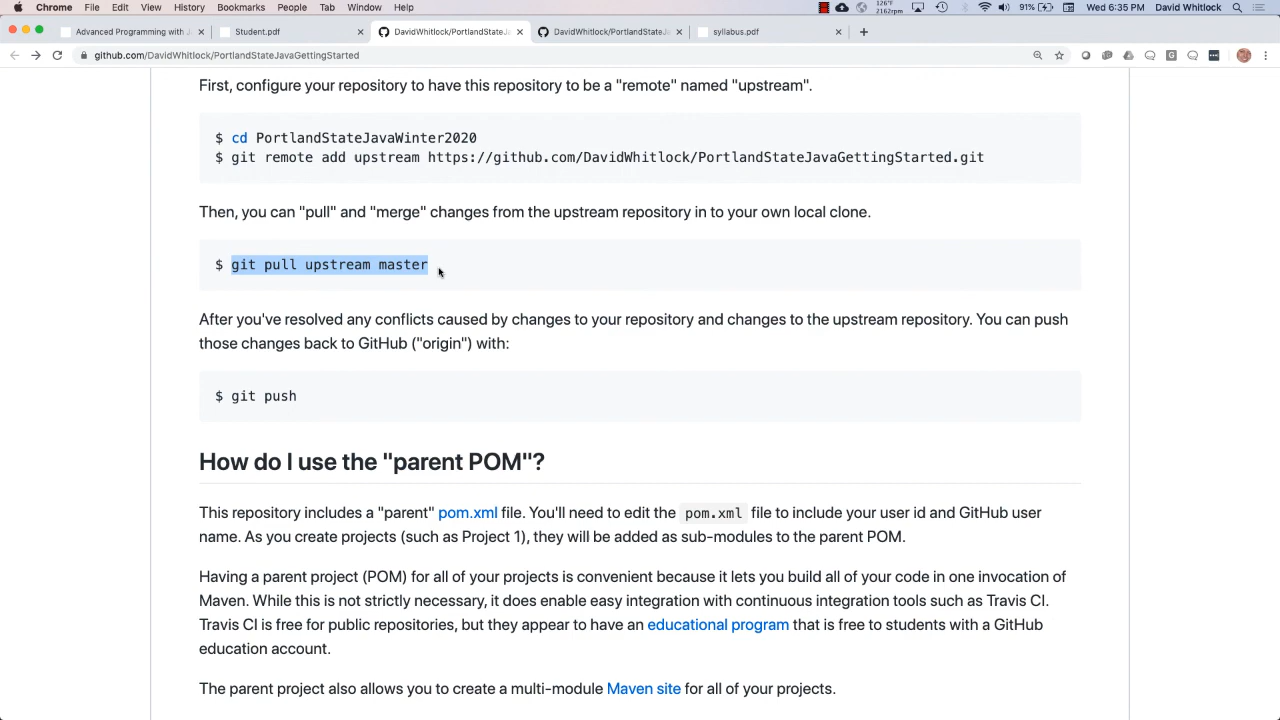 Chrome File Edit View History Bookmarks People Tab Window Help 126°F 2162rpm 91% Wed 6:35 PM David Whitlock
Advanced Programming with J Student.pdf DavidWhitlock/PortlandStateJa DavidWhitlock/PortlandStateJa syllabus.pdf
github.com/DavidWhitlock/PortlandStateJavaGettingStarted
First, configure your repository to have this repository to be a "remote" named "upstream".
$ cd PortlandStateJavaWinter2020
$ git remote add upstream https://github.com/DavidWhitlock/PortlandStateJavaGettingStarted.git
Then, you can "pull" and "merge" changes from the upstream repository in to your own local clone.
$ git pull upstream master
After you've resolved any conflicts caused by changes to your repository and changes to the upstream repository. You can push
those changes back to GitHub ("origin") with:
$ git push
How do I use the "parent POM"?
This repository includes a "parent" pom.xml file. You'll need to edit the pom.xml file to include your user id and GitHub user
name. As you create projects (such as Project 1), they will be added as sub-modules to the parent POM.
Having a parent project (POM) for all of your projects is convenient because it lets you build all of your code in one invocation of
Maven. While this is not strictly necessary, it does enable easy integration with continuous integration tools such as Travis CI.
Travis CI is free for public repositories, but they appear to have an educational program that is free to students with a GitHub
education account.
The parent project also allows you to create a multi-module Maven site for all of your projects.